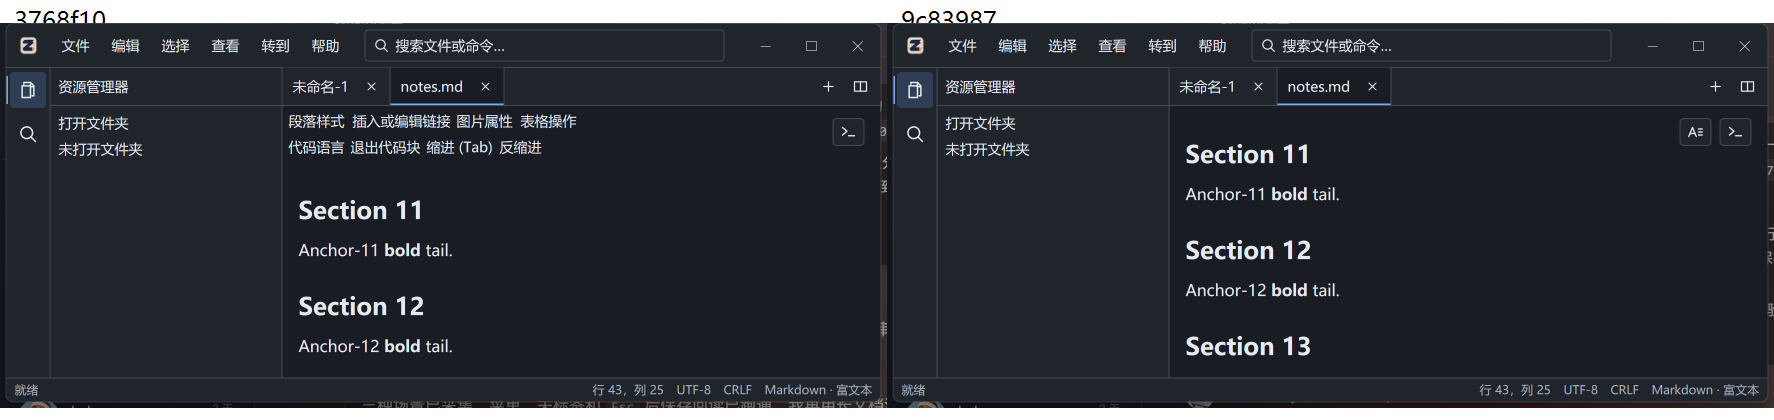 3768f10
文件 编辑 选择 查看 转到 帮助 搜索文件或命令...
资源管理器 未命名-1 notes.md
打开文件夹
未打开文件夹
段落样式 插入或编辑链接 图片属性 表格操作
代码语言 退出代码块 缩进 (Tab) 反缩进
Section 11
Anchor-11 bold tail.
Section 12
Anchor-12 bold tail.
就绪 行 43，列 25 UTF-8 CRLF Markdown · 富文本
9c83987
文件 编辑 选择 查看 转到 帮助 搜索文件或命令...
资源管理器 未命名-1 notes.md
打开文件夹
未打开文件夹
Section 11
Anchor-11 bold tail.
Section 12
Anchor-12 bold tail.
Section 13
就绪 行 43，列 25 UTF-8 CRLF Markdown · 富文本